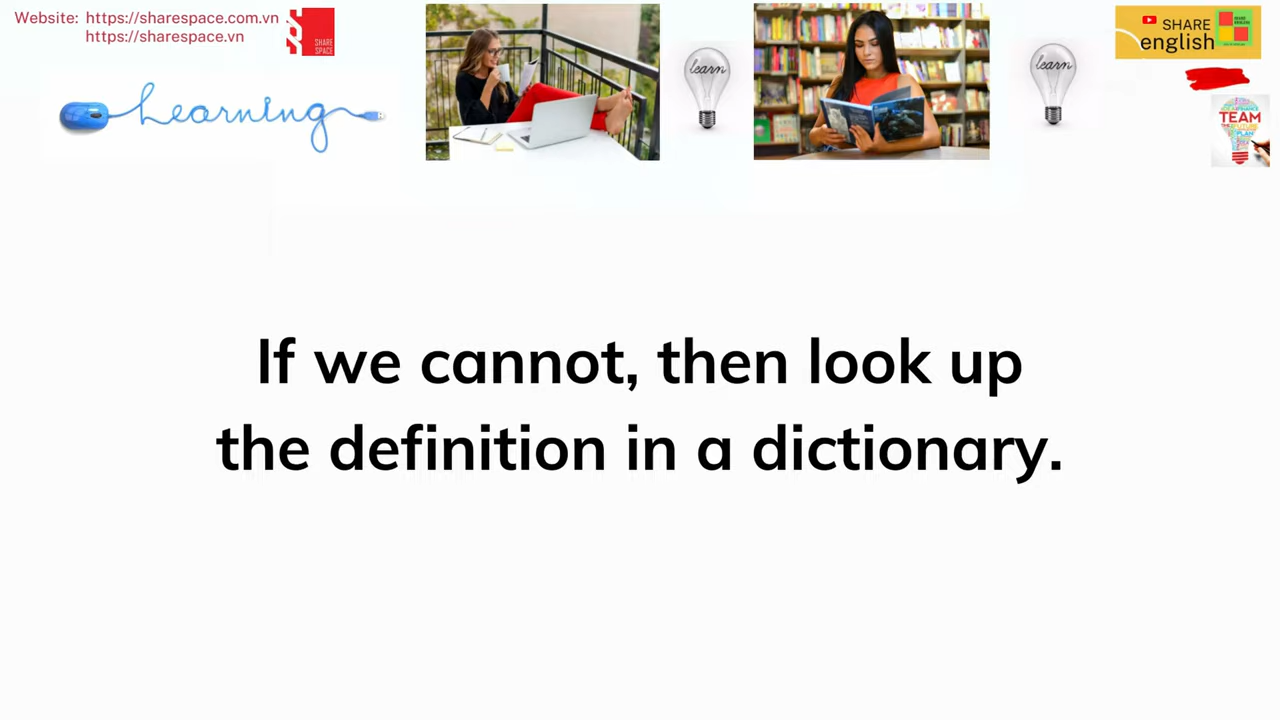 Website: https://sharespace.com.vn
https://sharespace.vn
SHARE
SPACE
Learning
learn
learn
SHARE
english
TEAM
PLAN
If we cannot, then look up
the definition in a dictionary.